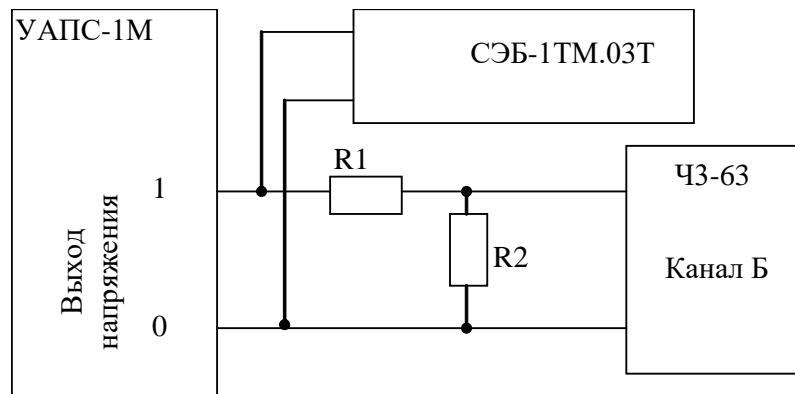 УАПС-1М
СЭБ-1ТМ.03Т
R1
1
Ч3-63
Выход
напряжения
R2
Канал Б
0